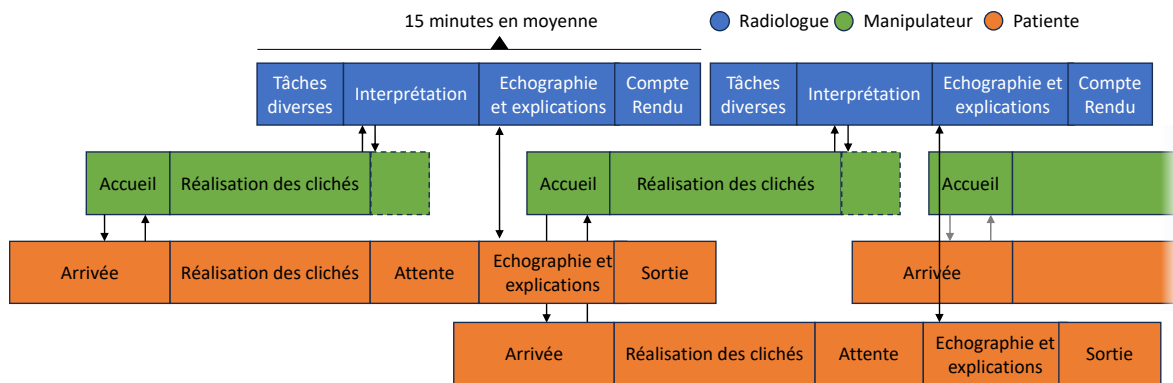 15 minutes en moyenne
Radiologue
Manipulateur
Patiente
Tâches
diverses
Interprétation
Echographie
et explications
Compte
Rendu
Tâches
diverses
Interprétation
Echographie et
explications
Compte
Rendu
Accueil
Réalisation des clichés
Accueil
Réalisation des clichés
Accueil
Arrivée
Réalisation des clichés
Attente
Echographie et
explications
Sortie
Arrivée
Arrivée
Réalisation des clichés
Attente
Echographie et
explications
Sortie